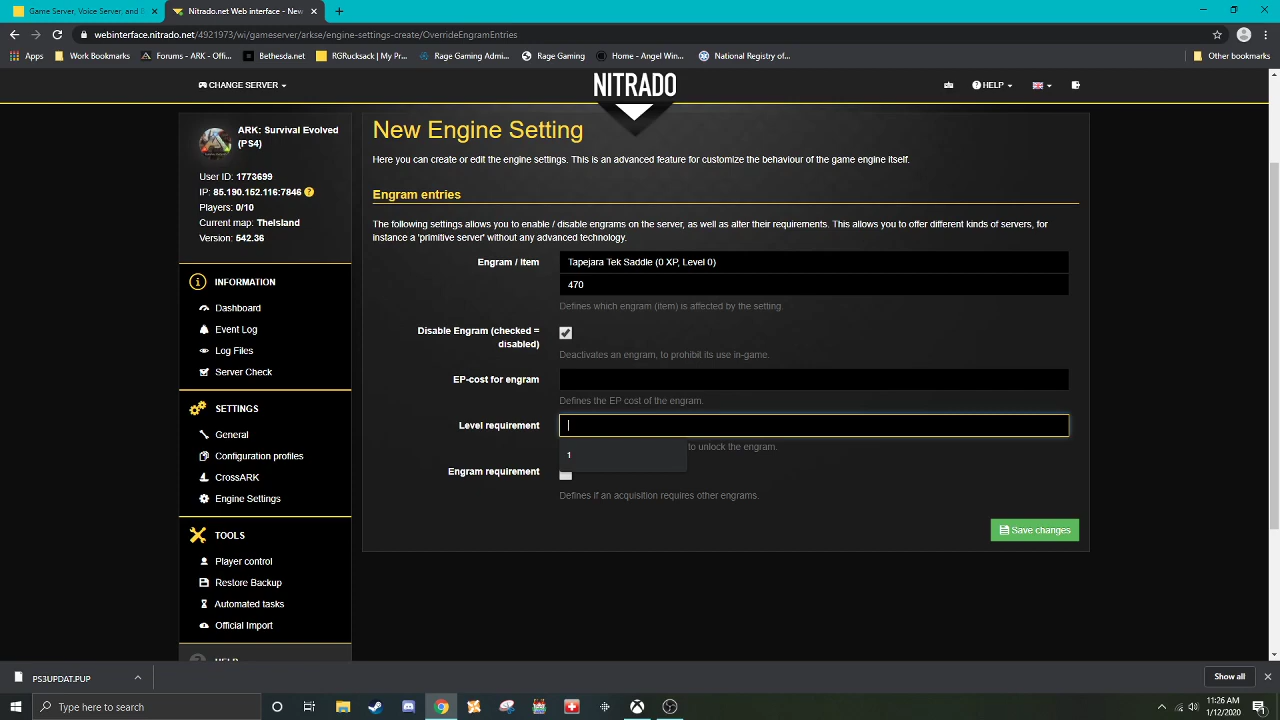 Game Server, Voice Server, and B
Nitrado.net Web interface - New
webinterface.nitrado.net/4921973/wi/gameserver/arkse/engine-settings-create/OverrideEngramEntries
Apps
Work Bookmarks
Forums - ARK - Offi...
Bethesda.net
RGRucksack | My Pr...
Rage Gaming Admi...
Rage Gaming
Home - Angel Win...
National Registry of...
Other bookmarks
CHANGE SERVER
NITRADO
HELP
ARK: Survival Evolved
(PS4)
User ID: 1773699
IP: 85.190.152.116:7846
Players: 0/10
Current map: TheIsland
Version: 542.36
INFORMATION
Dashboard
Event Log
Log Files
Server Check
SETTINGS
General
Configuration profiles
CrossARK
Engine Settings
TOOLS
Player control
Restore Backup
Automated tasks
Official Import
HELP
New Engine Setting
Here you can create or edit the engine settings. This is an advanced feature for customize the behaviour of the game engine itself.
Engram entries
The following settings allows you to enable / disable engrams on the server, as well as alter their requirements. This allows you to offer different kinds of servers, for
instance a 'primitive server' without any advanced technology.
Engram / Item
Tapejara Tek Saddle (0 XP, Level 0)
470
Defines which engram (item) is affected by the setting.
Disable Engram (checked =
disabled)
Deactivates an engram, to prohibit its use in-game.
EP-cost for engram
Defines the EP cost of the engram.
Level requirement
to unlock the engram.
1
Engram requirement
Defines if an acquisition requires other engrams.
Save changes
PS3UPDAT.PUP
Show all
Type here to search
11:26 AM
1/12/2020